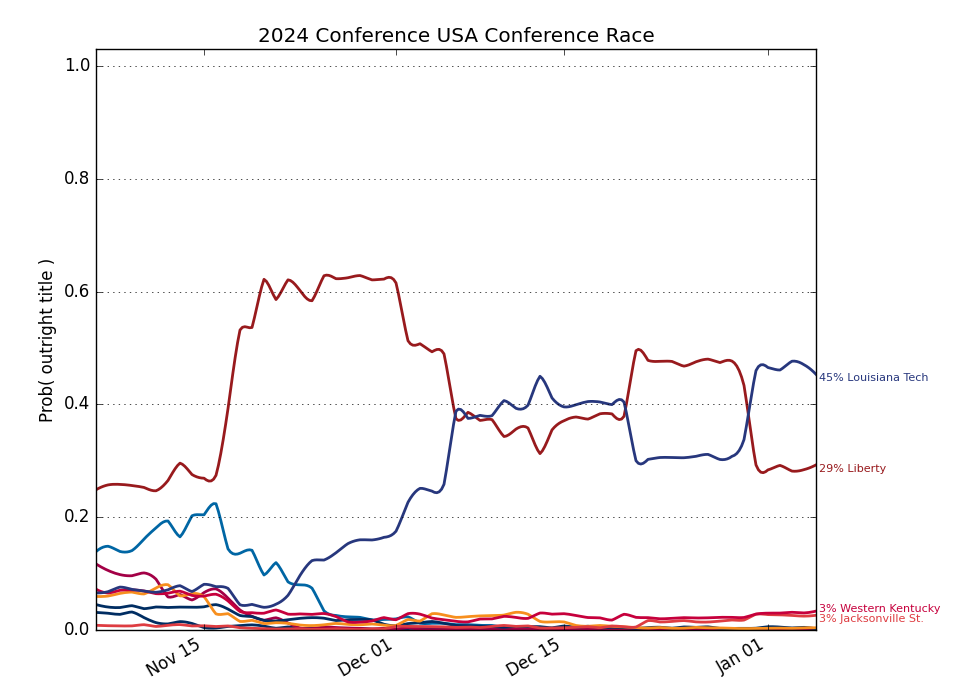 2024 Conference USA Conference Race
1.0
0.8
0.6
0.4
0.2
0.0
Prob( outright title )
45% Louisiana Tech
29% Liberty
3% Western Kentucky
3% Jacksonville St.
Nov 15
Dec 01
Dec 15
Jan 01